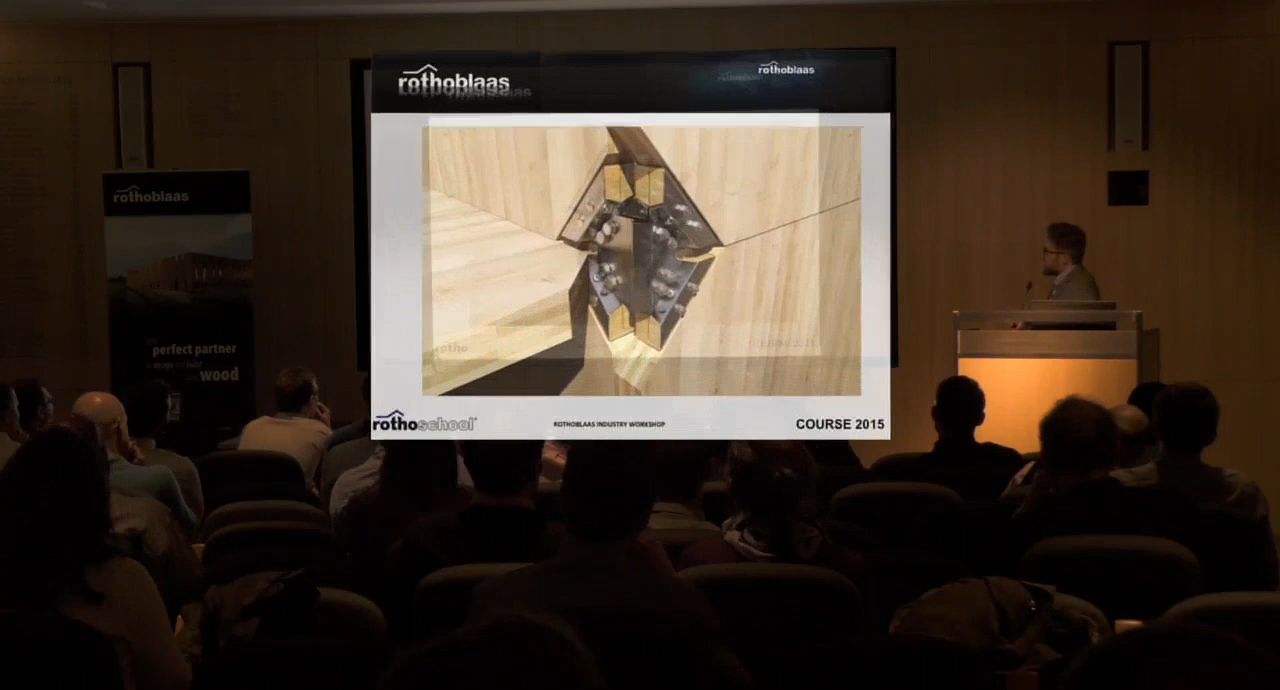 rothoblaas
rothoblaas
rothoblaas
perfect partner
wood
rothoschool
ROTHOBLAAS INDUSTRY WORKSHOP
COURSE 2015